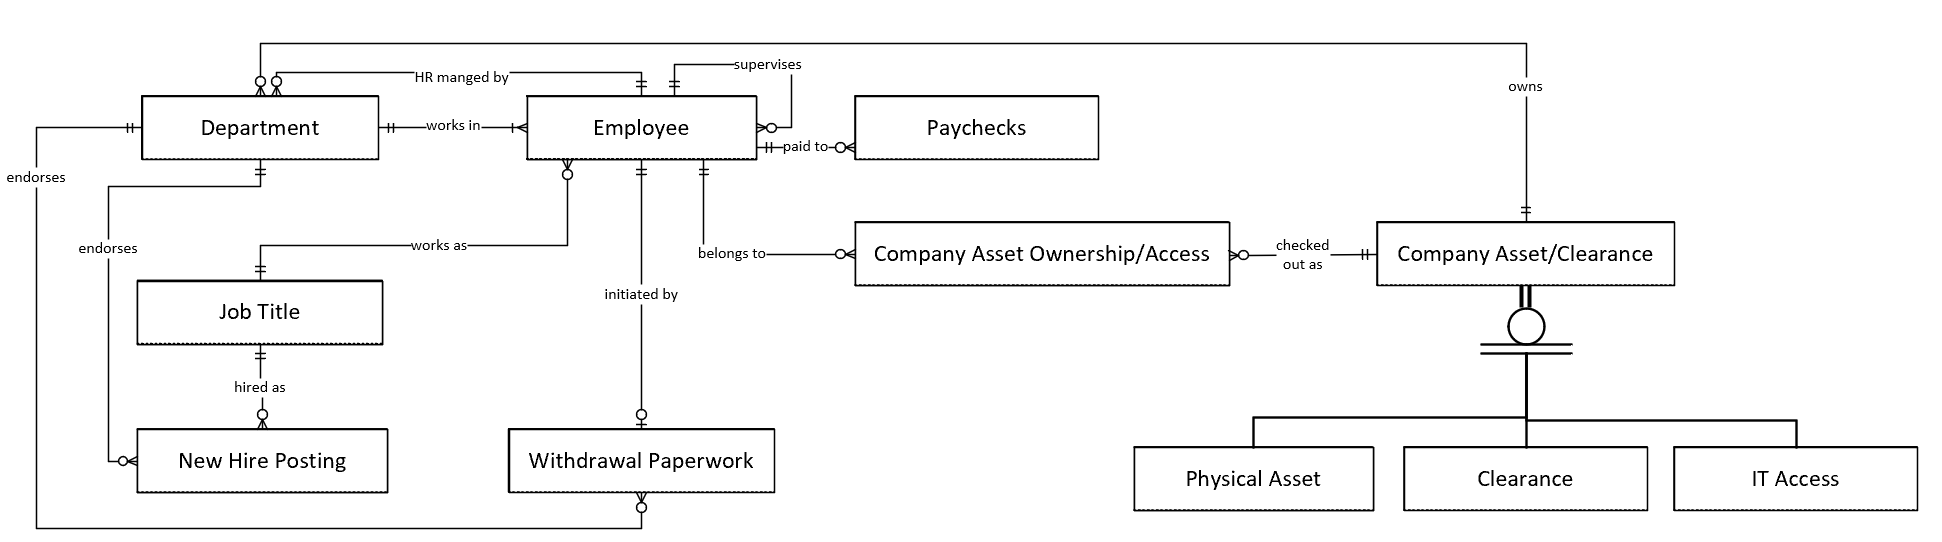 supervises
HR manged by
owns
Department
works in
Employee
Paychecks
paid to
endorses
endorses
works as
belongs to
Company Asset Ownership/Access
checked
out as
Company Asset/Clearance
initiated by
Job Title
hired as
New Hire Posting
Withdrawal Paperwork
Physical Asset
Clearance
IT Access